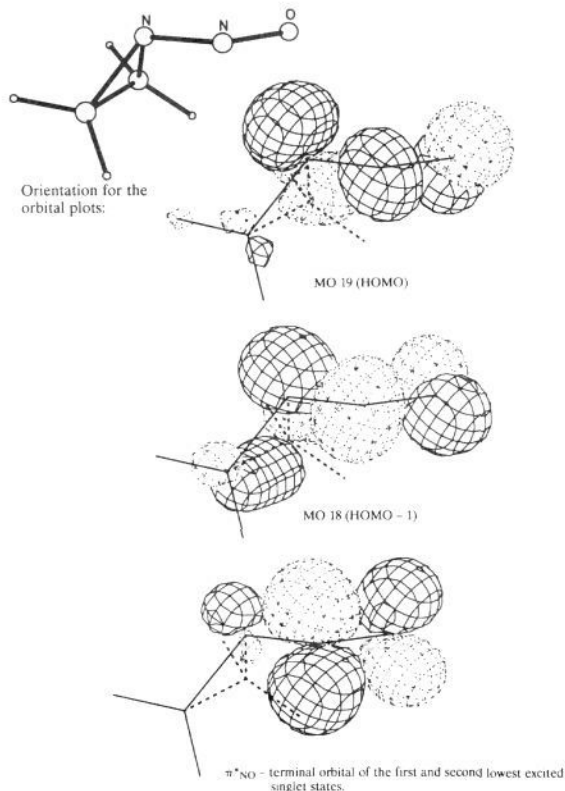 N
N
O
Orientation for the
orbital plots:
MO 19 (HOMO)
MO 18 (HOMO – 1)
π*NO – terminal orbital of the first and second lowest excited
singlet states.